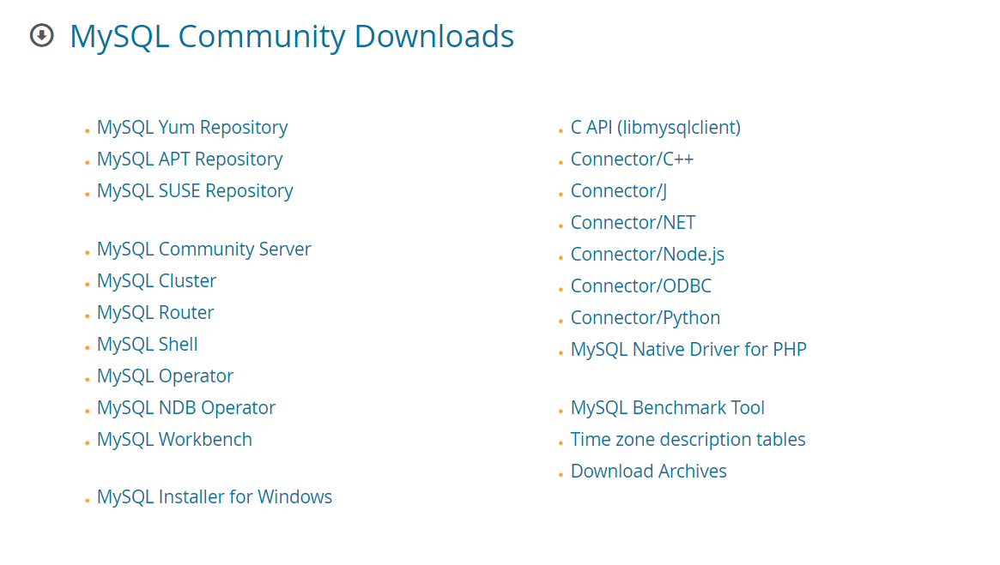 MySQL Community Downloads
MySQL Yum Repository
MySQL APT Repository
MySQL SUSE Repository
MySQL Community Server
MySQL Cluster
MySQL Router
MySQL Shell
MySQL Operator
MySQL NDB Operator
MySQL Workbench
MySQL Installer for Windows
C API (libmysqlclient)
Connector/C++
Connector/J
Connector/NET
Connector/Node.js
Connector/ODBC
Connector/Python
MySQL Native Driver for PHP
MySQL Benchmark Tool
Time zone description tables
Download Archives